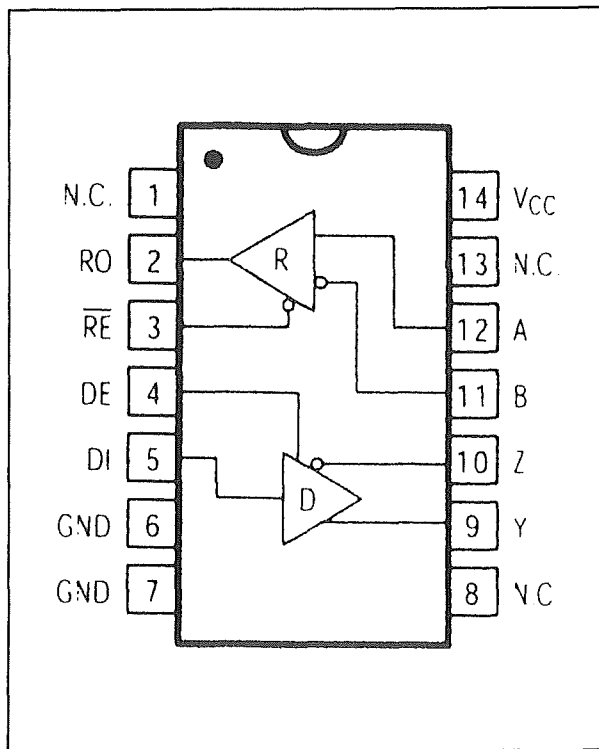 N.C. 1 14 VCC
RO 2 R 13 N.C.
R̅E̅ 3 12 A
DE 4 11 B
DI 5 D 10 Z
GND 6 9 Y
GND 7 8 N.C